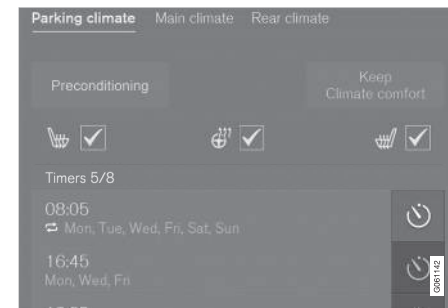 Parking climate Main climate Rear climate
Preconditioning
Keep
Climate comfort
Timers 5/8
08:05
Mon, Tue, Wed, Fri, Sat, Sun
16:45
Mon, Wed, Fri
G061142